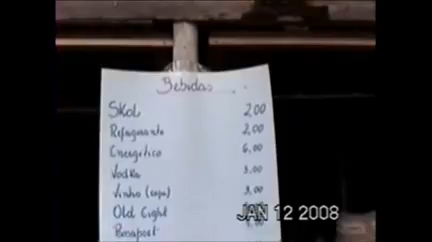 Bebidas
Skol 2,00
Refrigerante 2,00
Energético 6,00
Vodka 3,00
Vinho (copo) 3,00
Old Eight
JAN 12 2008
Passport